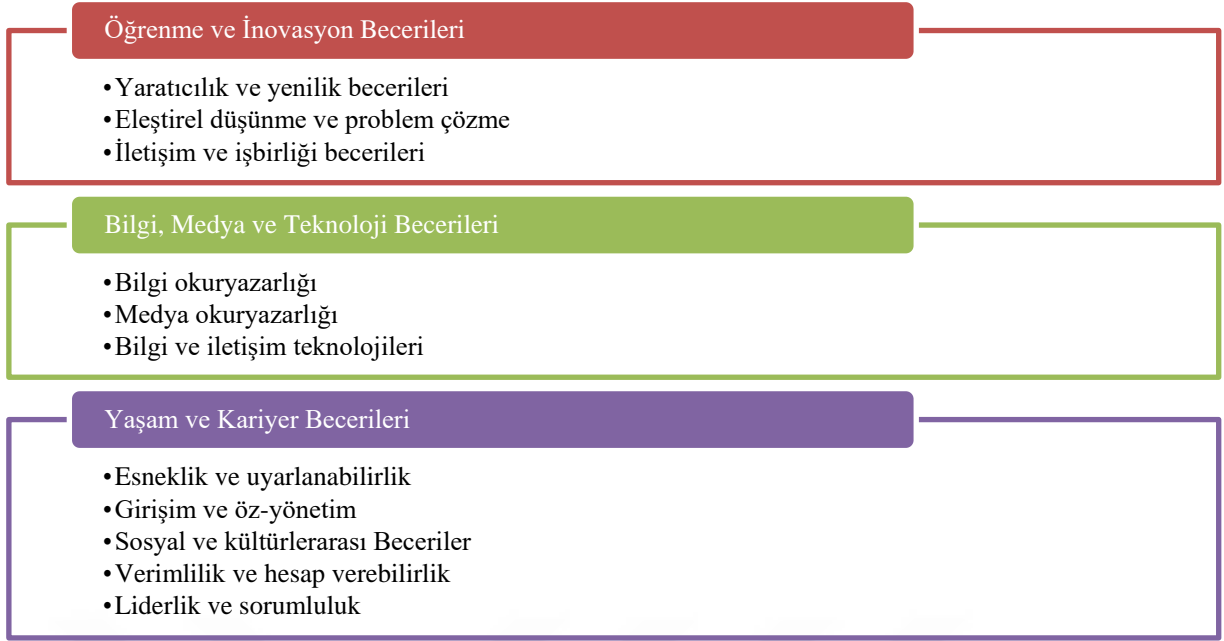 Öğrenme ve İnovasyon Becerileri
•Yaratıcılık ve yenilik becerileri
•Eleştirel düşünme ve problem çözme
•İletişim ve işbirliği becerileri
Bilgi, Medya ve Teknoloji Becerileri
•Bilgi okuryazarlığı
•Medya okuryazarlığı
•Bilgi ve iletişim teknolojileri
Yaşam ve Kariyer Becerileri
•Esneklik ve uyarlanabilirlik
•Girişim ve öz-yönetim
•Sosyal ve kültürlerarası Beceriler
•Verimlilik ve hesap verebilirlik
•Liderlik ve sorumluluk